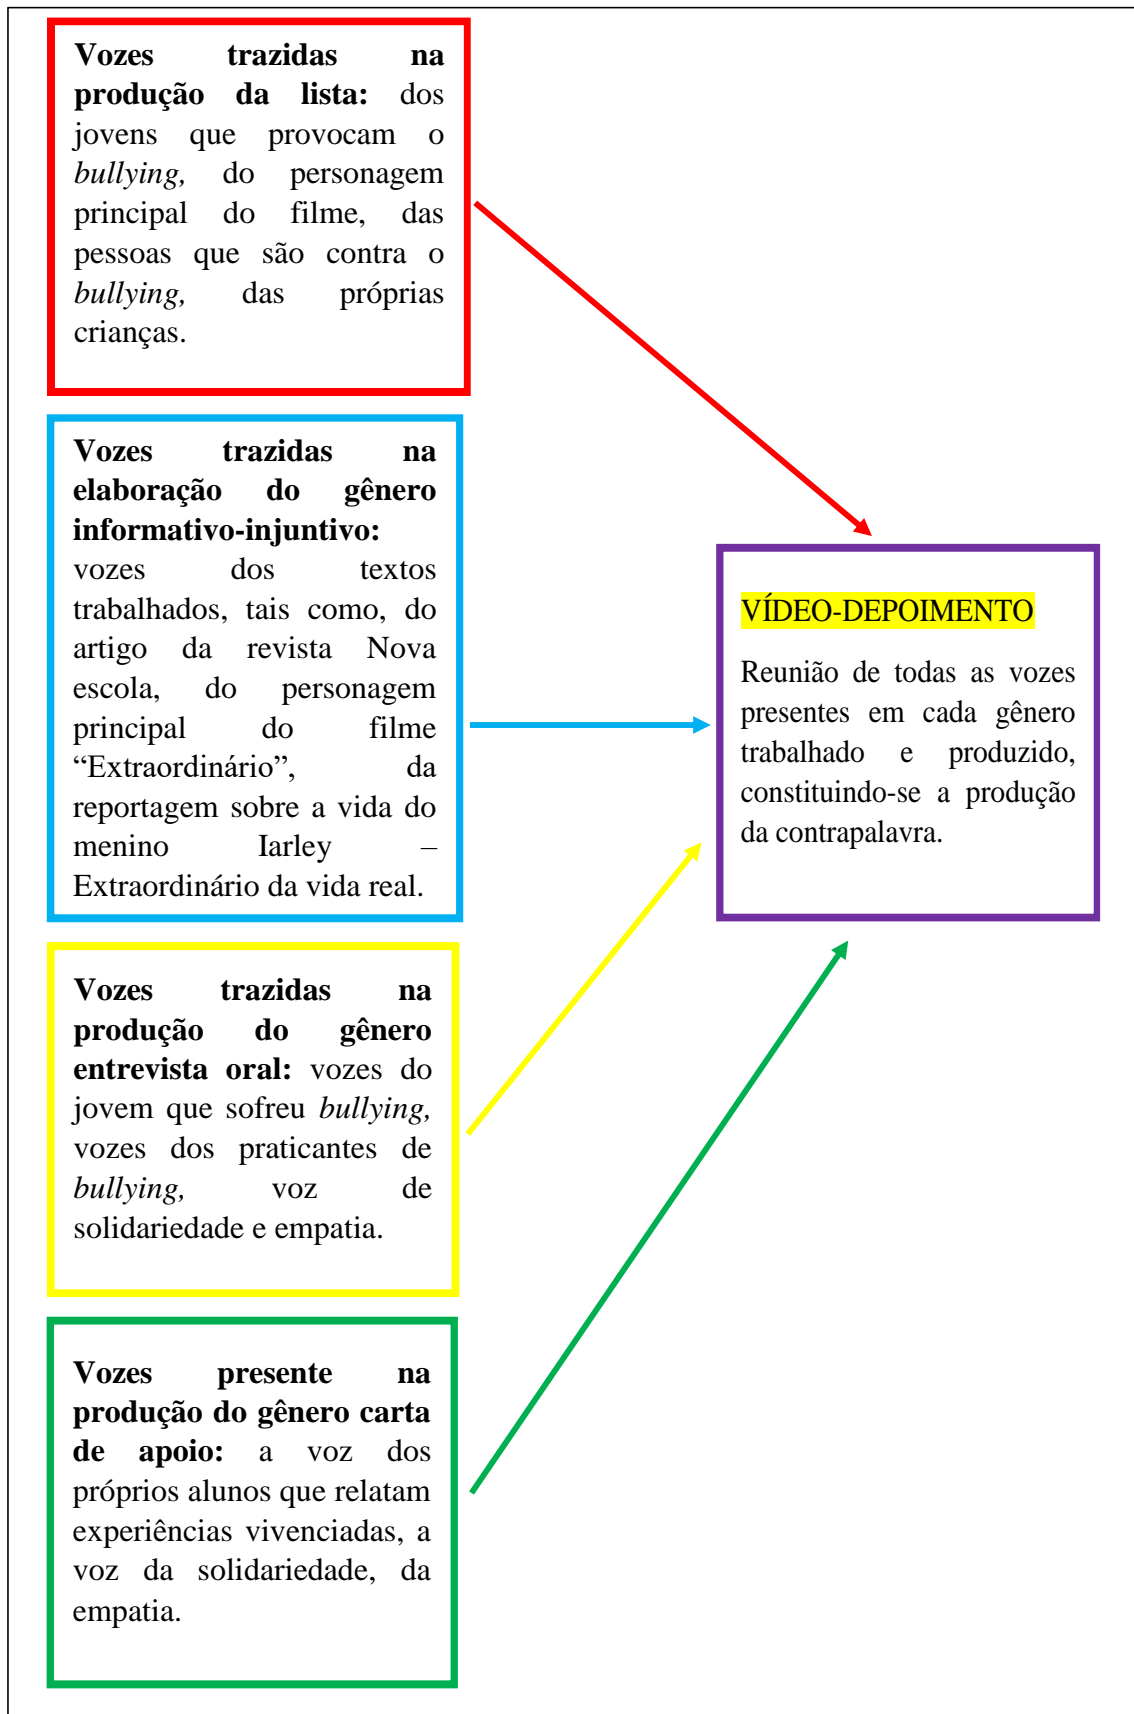 Vozes trazidas na
produção da lista: dos
jovens que provocam o
bullying, do personagem
principal do filme, das
pessoas que são contra o
bullying, das próprias
crianças.
Vozes trazidas na
elaboração do gênero
informativo-injuntivo:
vozes dos textos
trabalhados, tais como, do
artigo da revista Nova
escola, do personagem
principal do filme
“Extraordinário”, da
reportagem sobre a vida do
menino Iarley –
Extraordinário da vida real.
Vozes trazidas na
produção do gênero
entrevista oral: vozes do
jovem que sofreu bullying,
vozes dos praticantes de
bullying, voz de
solidariedade e empatia.
Vozes presente na
produção do gênero carta
de apoio: a voz dos
próprios alunos que relatam
experiências vivenciadas, a
voz da solidariedade, da
empatia.
VÍDEO-DEPOIMENTO
Reunião de todas as vozes
presentes em cada gênero
trabalhado e produzido,
constituindo-se a produção
da contrapalavra.